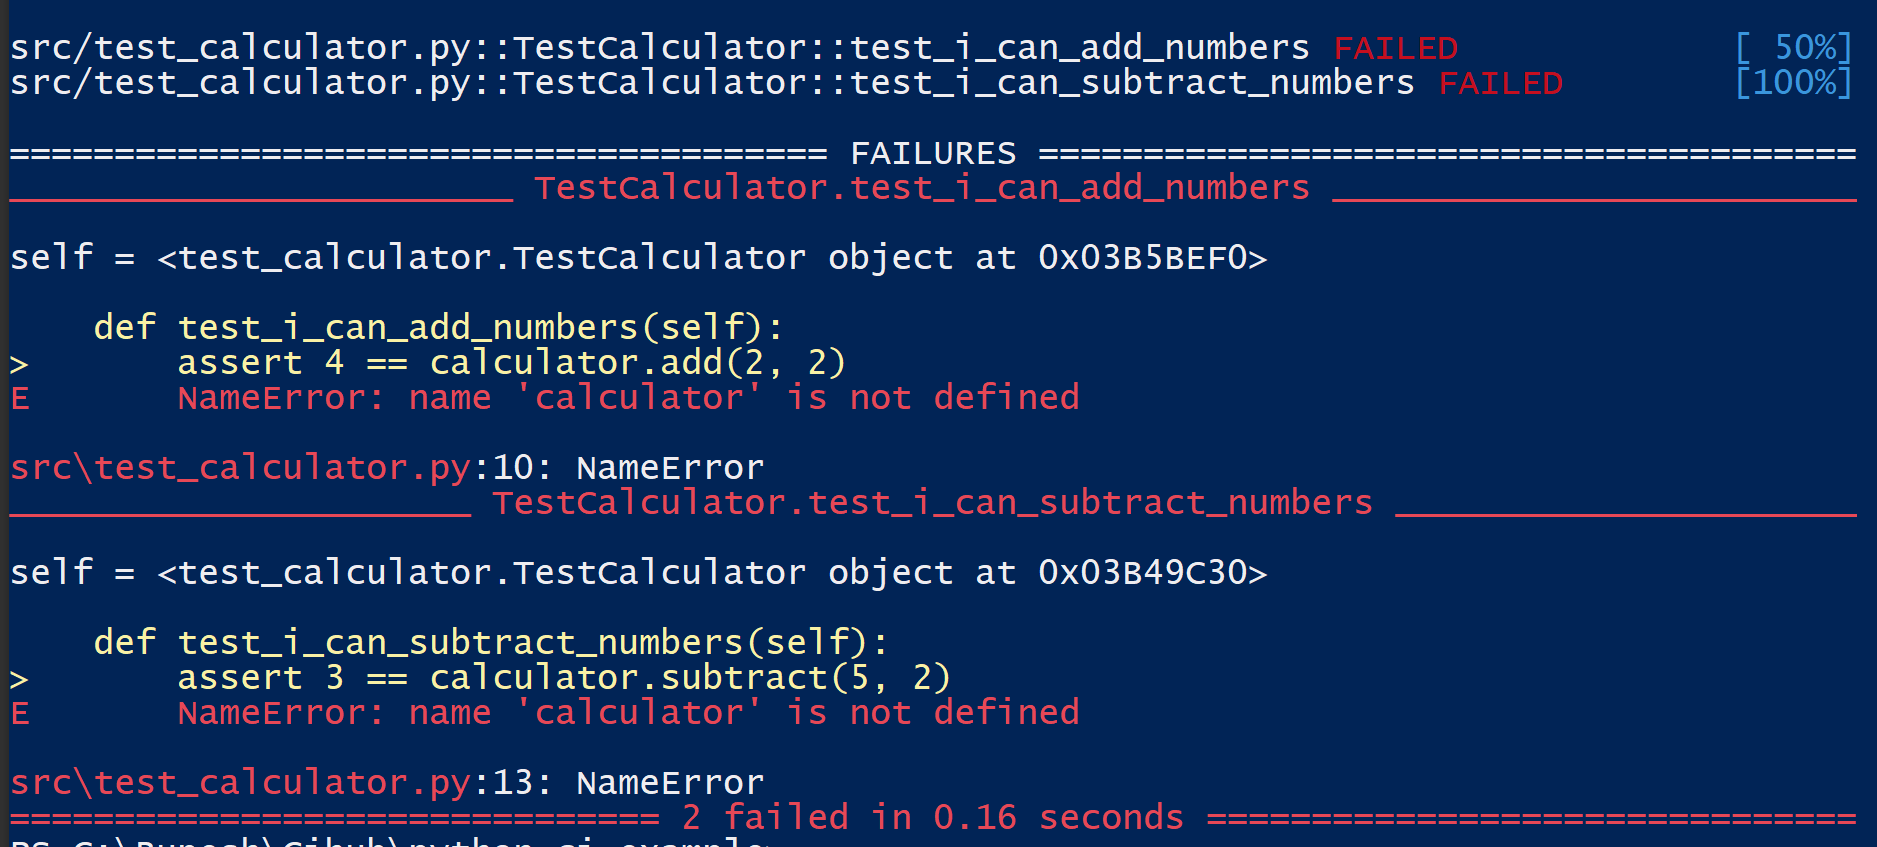 src/test_calculator.py::TestCalculator::test_i_can_add_numbers FAILED [ 50%]
src/test_calculator.py::TestCalculator::test_i_can_subtract_numbers FAILED [100%]
======================================= FAILURES =======================================
________________________ TestCalculator.test_i_can_add_numbers _________________________
self = <test_calculator.TestCalculator object at 0x03B5BEF0>
    def test_i_can_add_numbers(self):
>       assert 4 == calculator.add(2, 2)
E       NameError: name 'calculator' is not defined
src\test_calculator.py:10: NameError
______________________ TestCalculator.test_i_can_subtract_numbers ______________________
self = <test_calculator.TestCalculator object at 0x03B49C30>
    def test_i_can_subtract_numbers(self):
>       assert 3 == calculator.subtract(5, 2)
E       NameError: name 'calculator' is not defined
src\test_calculator.py:13: NameError
=============================== 2 failed in 0.16 seconds ===============================